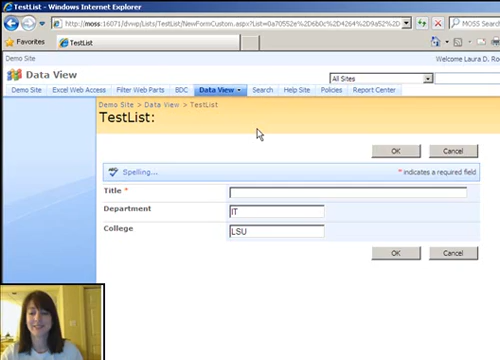 TestList - Windows Internet Explorer
http://moss:16071/dvwp/Lists/TestList/NewFormCustom.aspx?List=0a70552e%2D6b0c%2D4264%2D9a52%2D
Favorites TestList
MOSS Search
Demo Site
Welcome Laura D. Ro
Data View
All Sites
Demo Site Excel Web Access Filter Web Parts BDC Data View Search Help Site Policies Report Center
Demo Site > Data View > TestList
TestList:
OK Cancel
Spelling... * indicates a required field
Title *
Department IT
College LSU
OK Cancel